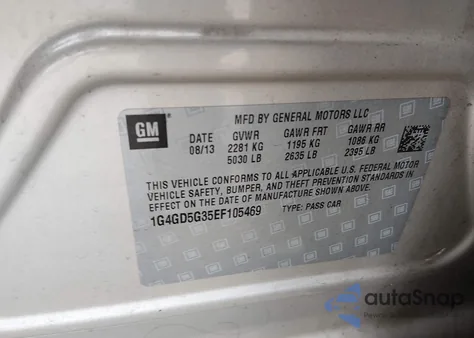 GM
MFD BY GENERAL MOTORS LLC
DATE GVWR GAWR FRT GAWR RR
08/13 2281 KG 1195 KG 1086 KG
5030 LB 2635 LB 2395 LB
THIS VEHICLE CONFORMS TO ALL APPLICABLE U.S. FEDERAL MOTOR
VEHICLE SAFETY, BUMPER, AND THEFT PREVENTION STANDARDS IN
EFFECT ON THE DATE OF MANUFACTURE SHOWN ABOVE.
1G4GD5G35EF105469 TYPE: PASS CAR
autoSnap